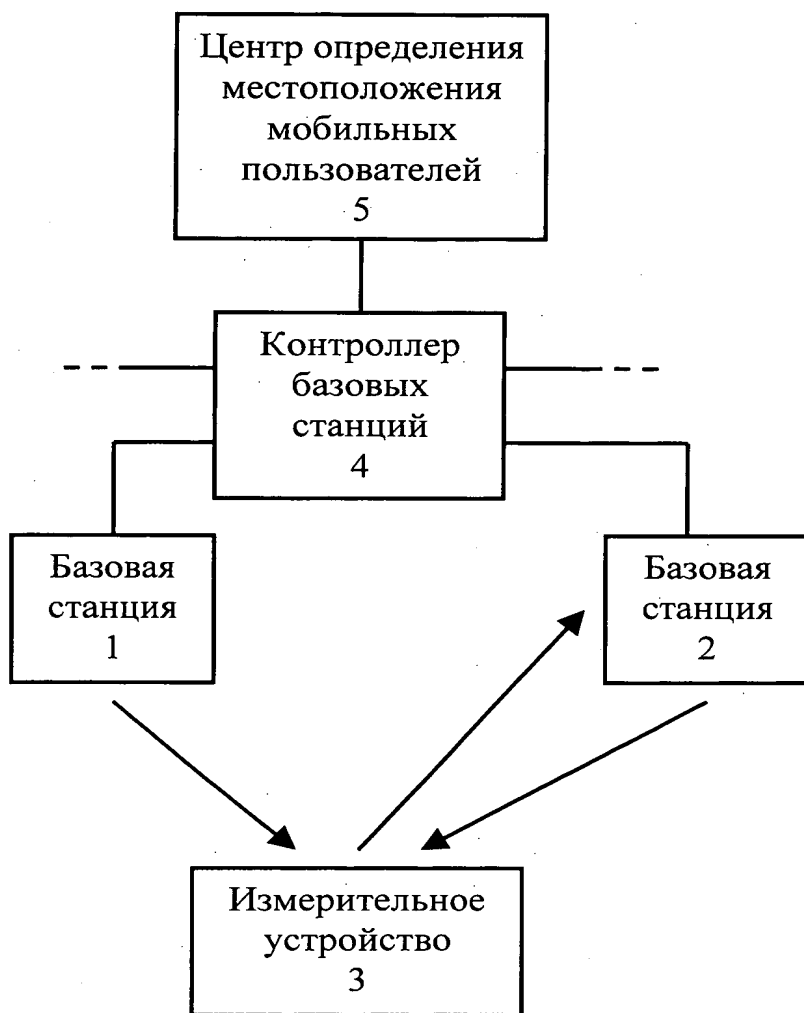 Центр определения
местоположения
мобильных
пользователей
5
Контроллер
базовых
станций
4
Базовая
станция
1
Базовая
станция
2
Измерительное
устройство
3